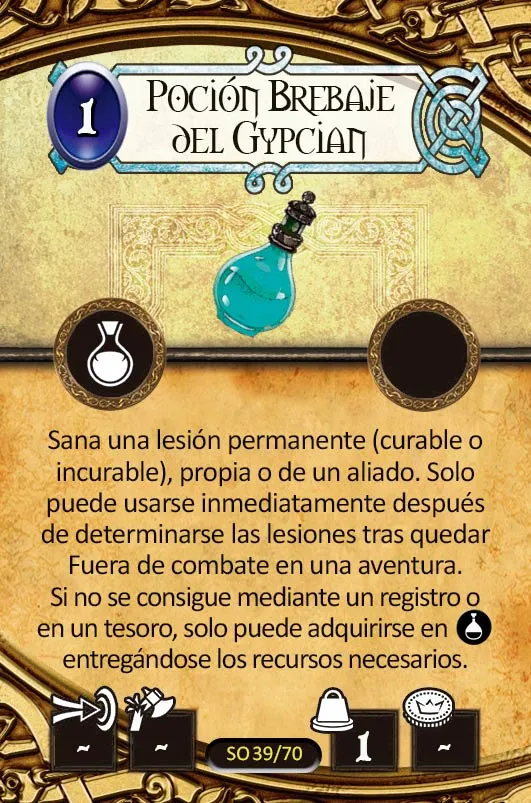 1
Poción Brebaje
del Gypcian
Sana una lesión permanente (curable o
incurable), propia o de un aliado. Solo
puede usarse inmediatamente después
de determinarse las lesiones tras quedar
Fuera de combate en una aventura.
Si no se consigue mediante un registro o
en un tesoro, solo puede adquirirse en
entregándose los recursos necesarios.
~ ~ SO 39/70 1 ~